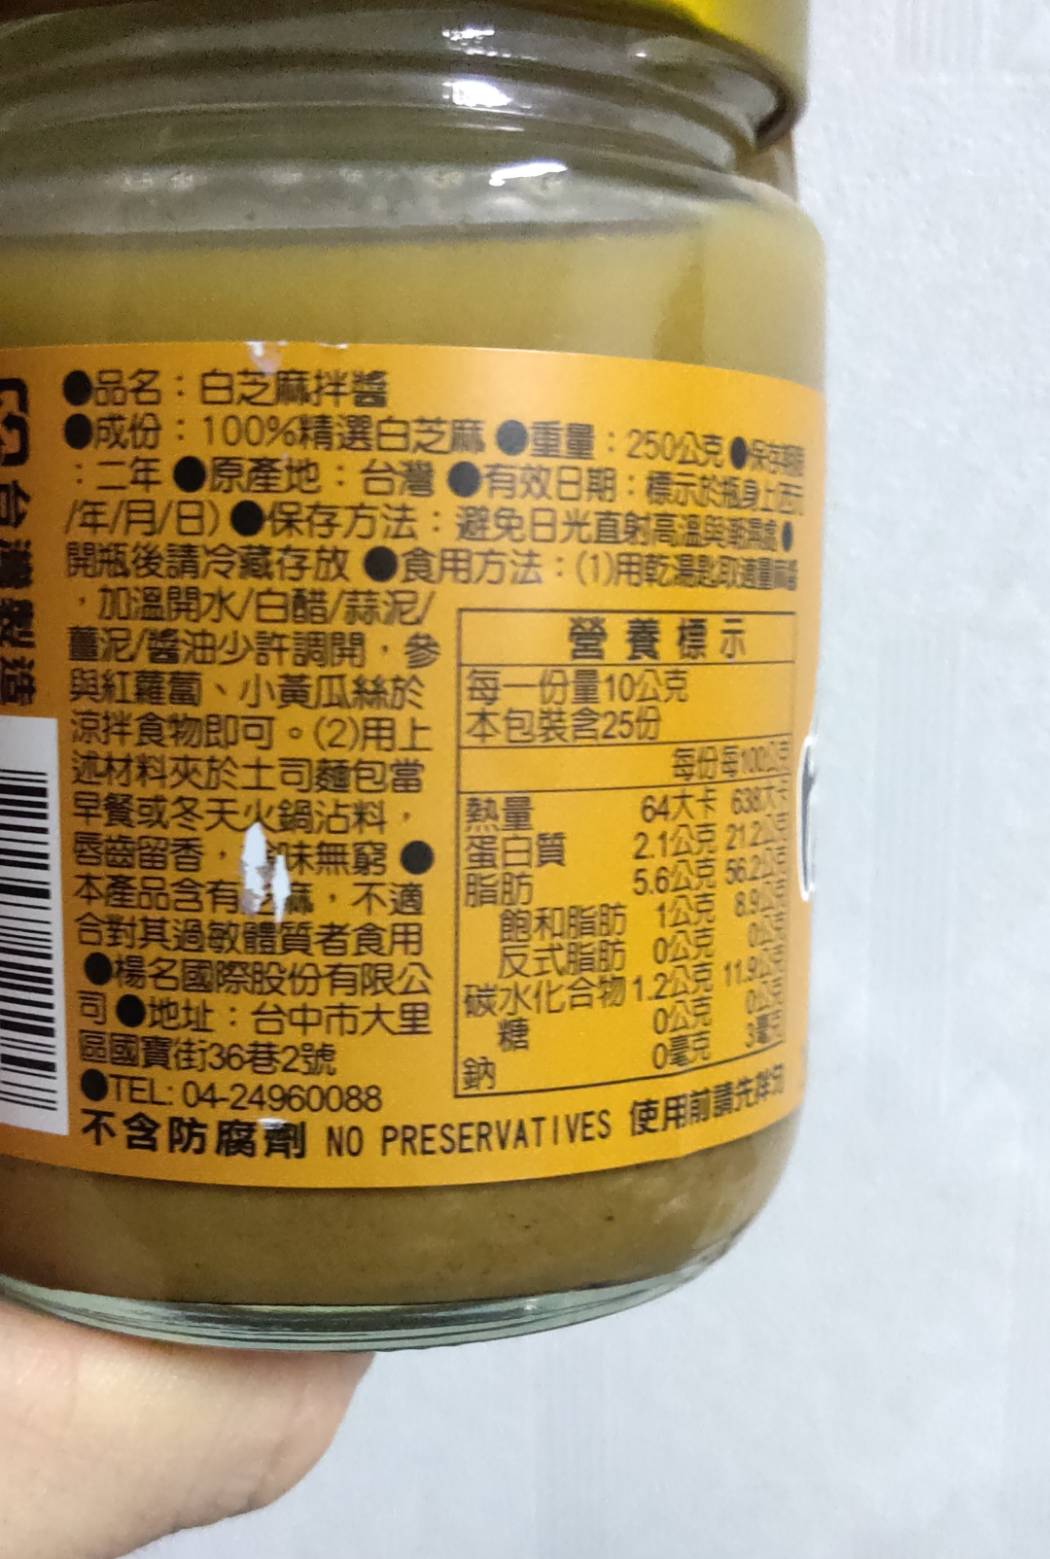 台灣製造
●品名：白芝麻拌醬
●成份：100%精選白芝麻 ●重量：250公克●保存期限
：二年 ●原產地：台灣 ●有效日期：標示於瓶身上(西元
/年/月/日) ●保存方法：避免日光直射高溫與潮濕處●
開瓶後請冷藏存放 ●食用方法：(1)用乾湯匙取適量麻醬
，加溫開水/白醋/蒜泥/
薑泥/醬油少許調開，參
與紅蘿蔔、小黃瓜絲於
涼拌食物即可。(2)用上
述材料夾於土司麵包當
早餐或冬天火鍋沾料，
唇齒留香，味無窮●
本產品含有麻，不適
合對其過敏體質者食用
●楊名國際股份有限公
司●地址：台中市大里
區國寶街36巷2號
●TEL: 04-24960088
營養標示
每一份量10公克
本包裝含25份
每份 每100公克
熱量 64大卡 638大卡
蛋白質 2.1公克 21.2公克
脂肪 5.6公克 56.2公克
飽和脂肪 1公克 8.9公克
反式脂肪 0公克 0公克
碳水化合物 1.2公克 11.9公克
糖 0公克 0公克
鈉 0毫克 3毫克
不含防腐劑 NO PRESERVATIVES 使用前請先拌勻